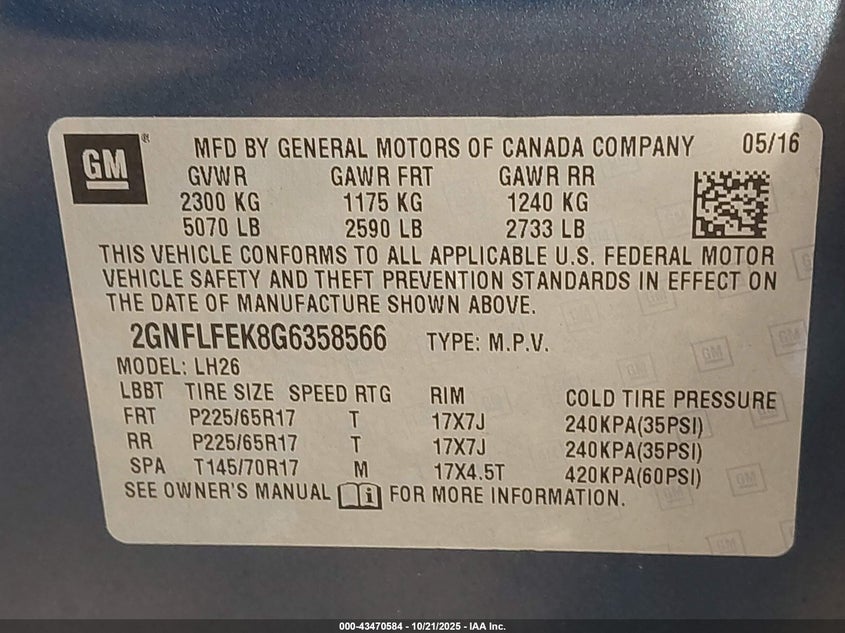 GM ® MFD BY GENERAL MOTORS OF CANADA COMPANY 05/16
GVWR GAWR FRT GAWR RR
2300 KG 1175 KG 1240 KG
5070 LB 2590 LB 2733 LB
THIS VEHICLE CONFORMS TO ALL APPLICABLE U.S. FEDERAL MOTOR
VEHICLE SAFETY AND THEFT PREVENTION STANDARDS IN EFFECT ON
THE DATE OF MANUFACTURE SHOWN ABOVE.
2GNFLFEK8G6358566 TYPE: M.P.V.
MODEL: LH26
LBBT TIRE SIZE SPEED RTG RIM COLD TIRE PRESSURE
FRT P225/65R17 T 17X7J 240KPA(35PSI)
RR P225/65R17 T 17X7J 240KPA(35PSI)
SPA T145/70R17 M 17X4.5T 420KPA(60PSI)
SEE OWNER'S MANUAL i FOR MORE INFORMATION.
000-43470584 - 10/21/2025 - IAA Inc.